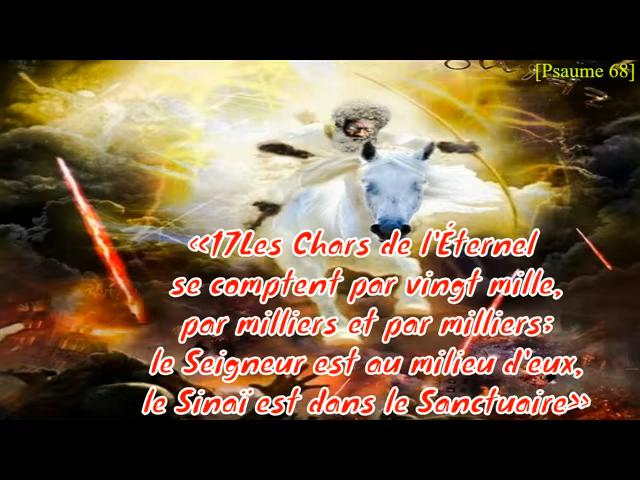 [Psaume 68]
«17Les Chars de l'Éternel
se comptent par vingt mille,
par milliers et par milliers;
le Seigneur est au milieu d'eux,
le Sinaï est dans le Sanctuaire»